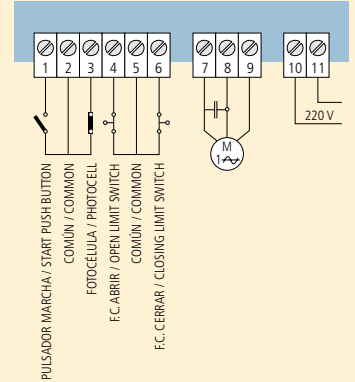 1 2 3 4 5 6 7 8 9 10 11
220 V
M
1
PULSADOR MARCHA / START PUSH BUTTON
COMÚN / COMMON
FOTOCÉLULA / PHOTOCELL
F.C. ABRIR / OPEN LIMIT SWITCH
COMÚN / COMMON
F.C. CERRAR / CLOSING LIMIT SWITCH